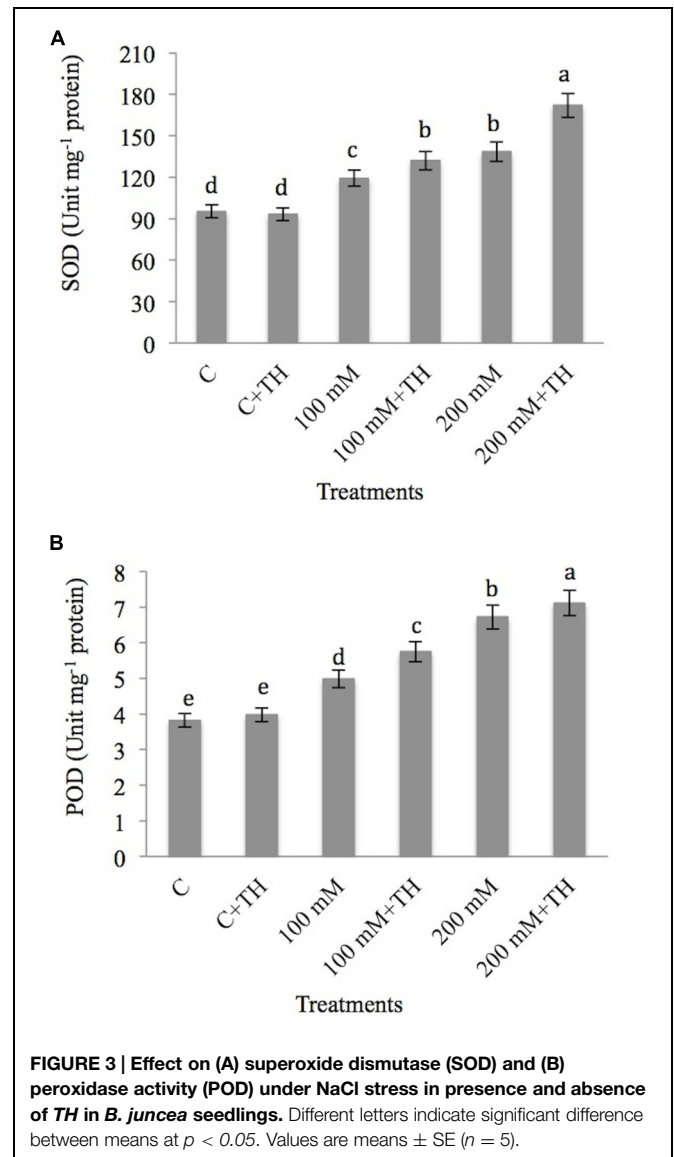 A
210
180
150
120
90
60
30
0
SOD (Unit mg⁻¹ protein)
d
d
c
b
b
a
C
C+TH
100 mM
100 mM+TH
200 mM
200 mM+TH
Treatments
B
8
7
6
5
4
3
2
1
0
POD (Unit mg⁻¹ protein)
e
e
d
c
b
a
C
C+TH
100 mM
100 mM+TH
200 mM
200 mM+TH
Treatments
FIGURE 3 | Effect on (A) superoxide dismutase (SOD) and (B)
peroxidase activity (POD) under NaCl stress in presence and absence
of TH in B. juncea seedlings. Different letters indicate significant difference
between means at p < 0.05. Values are means ± SE (n = 5).